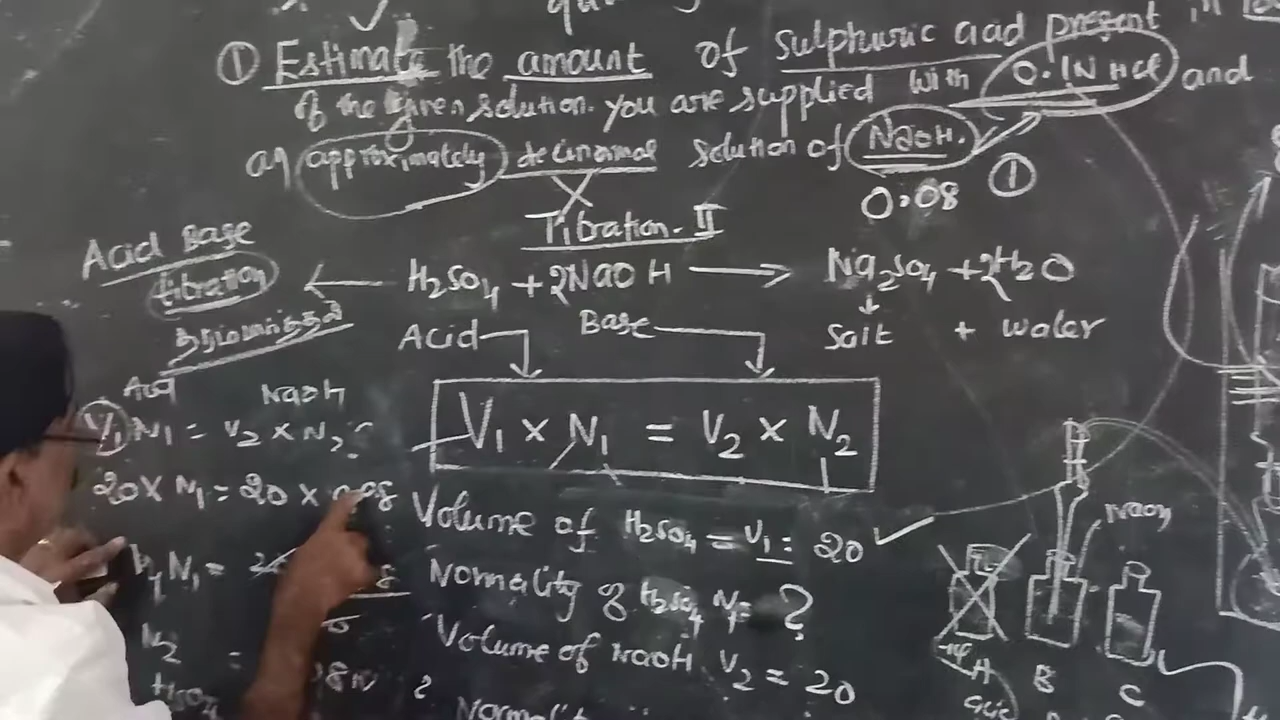 ① Estimate the amount of Sulphuric acid present in
of the given solution. You are supplied with 0.1N HCl and
an approximately decinormal solution of NaOH. ①
0.08
Titration. II
Acid Base
titration
H₂SO₄ + 2NaOH → Na₂SO₄ + 2H₂O
Acid Base Salt + water
Acid NaOH
V₁ N₁ = V₂ × N₂
V₁ × N₁ = V₂ × N₂
20 × N₁ = 20 × 0.08
Volume of H₂SO₄ = V₁ = 20
Normality of H₂SO₄ N₁ = ?
Volume of NaOH V₂ = 20
NaOH
A B C
acid